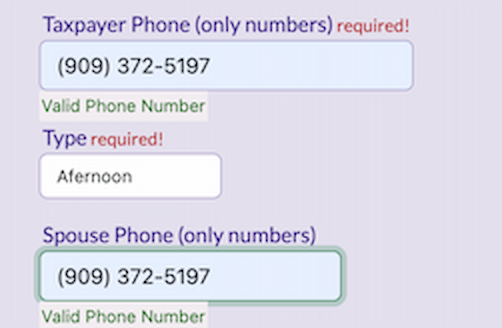 Taxpayer Phone (only numbers) required!
(909) 372-5197
Valid Phone Number
Type required!
Afernoon
Spouse Phone (only numbers)
(909) 372-5197
Valid Phone Number